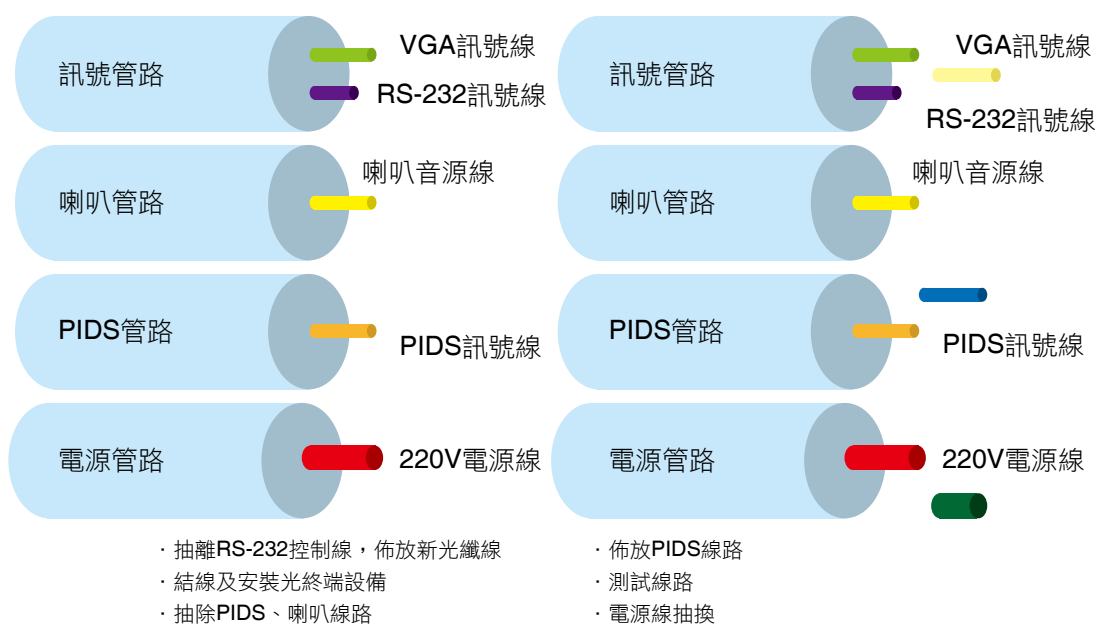 訊號管路
VGA訊號線
RS-232訊號線
喇叭管路
喇叭音源線
PIDS管路
PIDS訊號線
電源管路
220V電源線
·抽離RS-232控制線，佈放新光纖線
·結線及安裝光終端設備
·抽除PIDS、喇叭線路
訊號管路
VGA訊號線
RS-232訊號線
喇叭管路
喇叭音源線
PIDS管路
PIDS訊號線
電源管路
220V電源線
·佈放PIDS線路
·測試線路
·電源線抽換